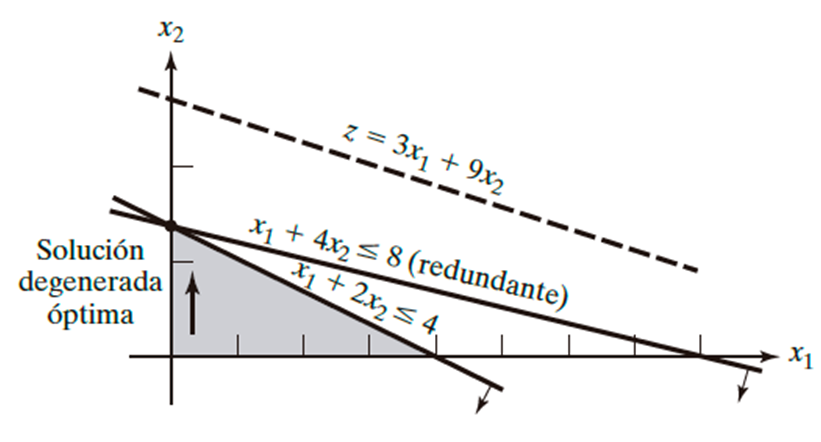 x₂
z = 3x₁ + 9x₂
x₁ + 4x₂ ≤ 8 (redundante)
x₁ + 2x₂ ≤ 4
Solución
degenerada
óptima
x₁